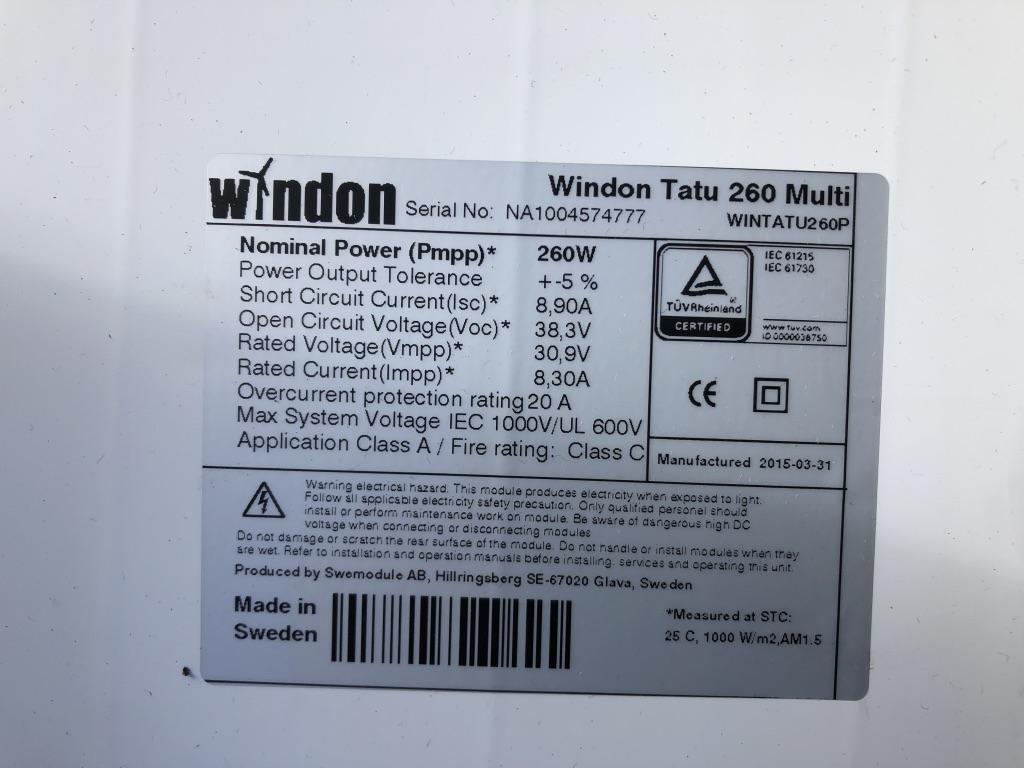 windon
Windon Tatu 260 Multi
Serial No: NA1004574777
WINTATU260P
Nominal Power (Pmpp)* 260W
Power Output Tolerance +-5 %
Short Circuit Current(Isc)* 8,90A
Open Circuit Voltage(Voc)* 38,3V
Rated Voltage(Vmpp)* 30,9V
Rated Current(Impp)* 8,30A
Overcurrent protection rating 20 A
Max System Voltage IEC 1000V/UL 600V
Application Class A / Fire rating: Class C
TÜVRheinland
CERTIFIED
IEC 61215
IEC 61730
www.tuv.com
ID 0000038750
CE
Manufactured 2015-03-31
Warning electrical hazard. This module produces electricity when exposed to light.
Follow all applicable electricity safety precaution. Only qualified personel should
install or perform maintenance work on module. Be aware of dangerous high DC
voltage when connecting or disconnecting modules
Do not damage or scratch the rear surface of the module. Do not handle or install modules when they
are wet. Refer to installation and operation manuals before installing, services and operating this unit.
Produced by Swemodule AB, Hillringsberg SE-67020 Glava, Sweden
Made in
Sweden
*Measured at STC:
25 C, 1000 W/m2,AM1.5